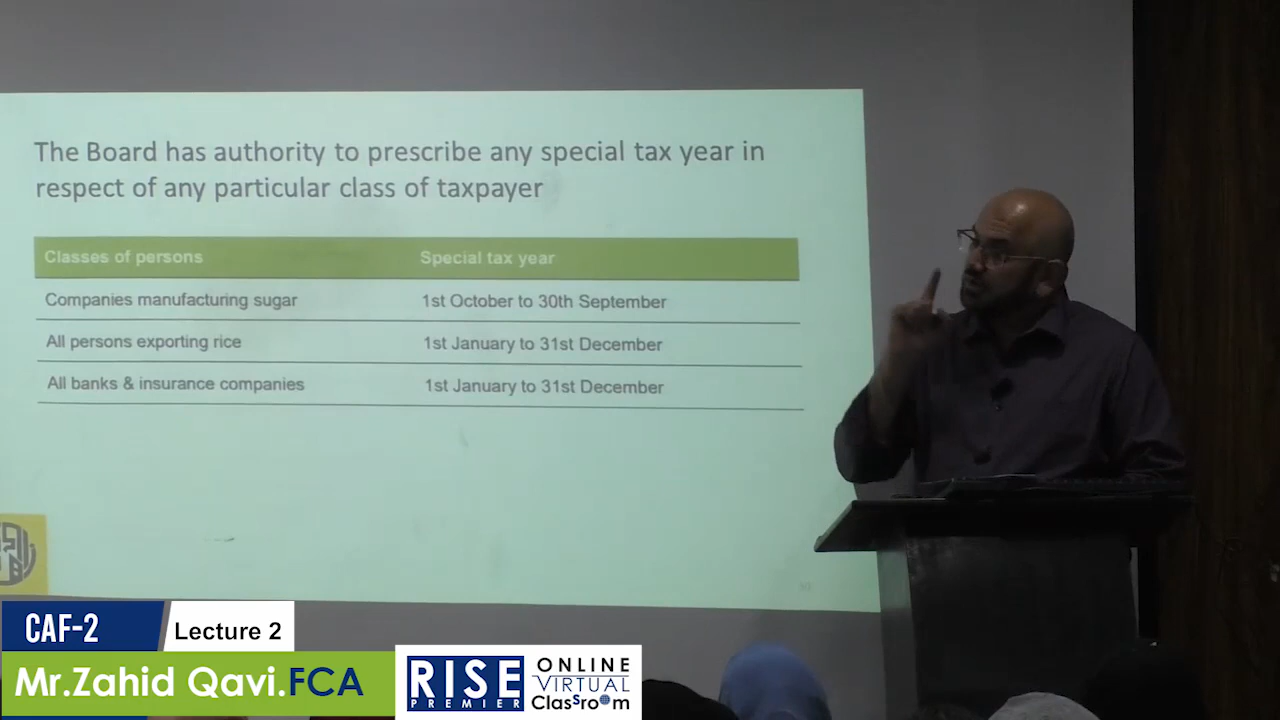 The Board has authority to prescribe any special tax year in
respect of any particular class of taxpayer
Classes of persons Special tax year
Companies manufacturing sugar 1st October to 30th September
All persons exporting rice 1st January to 31st December
All banks & insurance companies 1st January to 31st December
CAF-2
Lecture 2
Mr.Zahid Qavi.FCA
RISE
PREMIER
ONLINE
VIRTUAL
ClasSroom